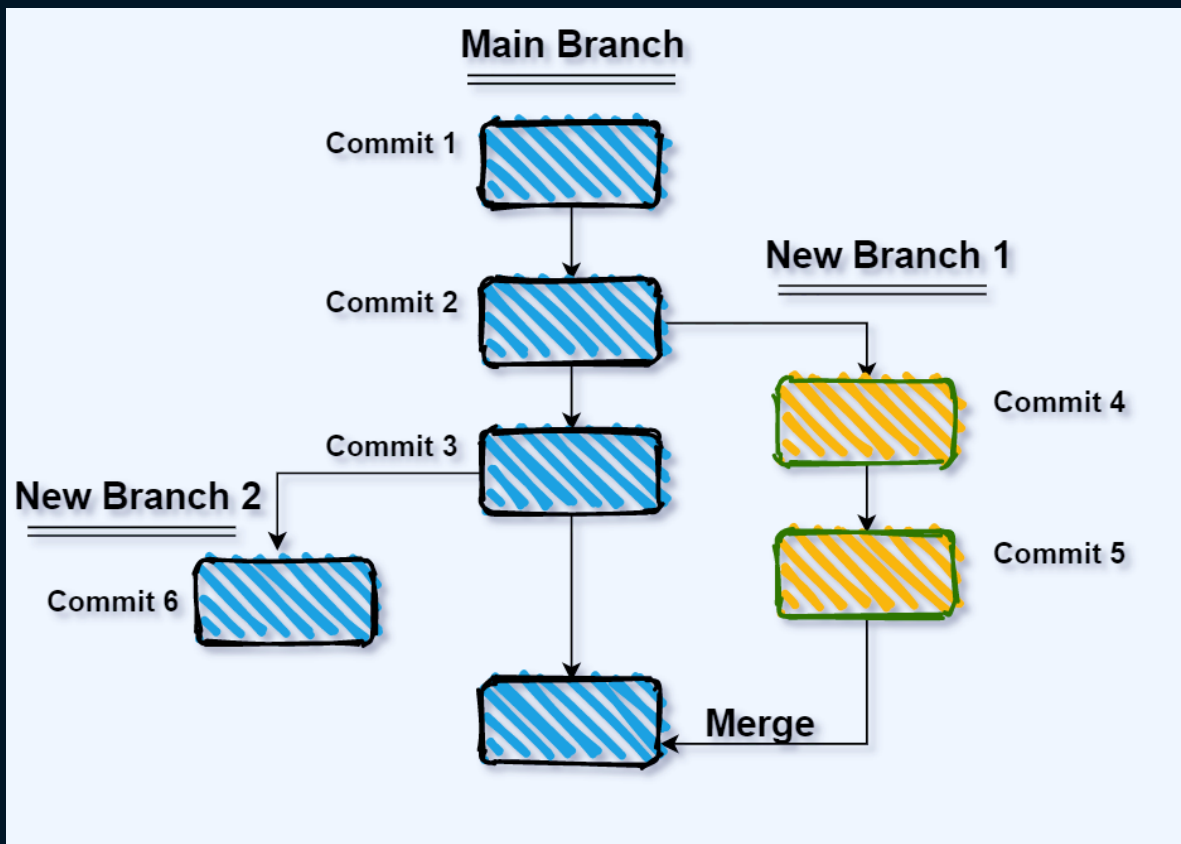 Main Branch
Commit 1
New Branch 1
Commit 2
Commit 4
Commit 3
New Branch 2
Commit 5
Commit 6
Merge